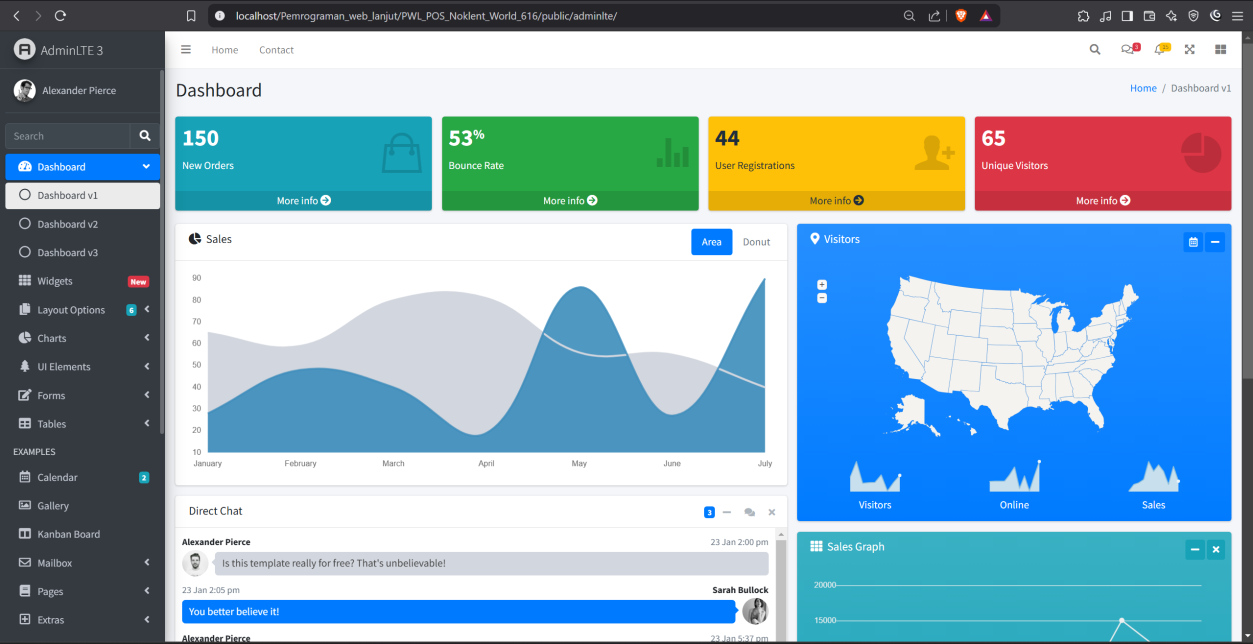 localhost/Pemrograman_web_lanjut/PWL_POS_Noklent_World_616/public/adminlte/
AdminLTE 3
Home Contact
3 15
Alexander Pierce
Search
Dashboard
Dashboard v1
Dashboard v2
Dashboard v3
Widgets New
Layout Options 6
Charts
UI Elements
Forms
Tables
EXAMPLES
Calendar 2
Gallery
Kanban Board
Mailbox
Pages
Extras
Dashboard
Home / Dashboard v1
150
New Orders
More info
53%
Bounce Rate
More info
44
User Registrations
More info
65
Unique Visitors
More info
Sales
Area Donut
90
80
70
60
50
40
30
20
10
January February March April May June July
Visitors
+
−
Visitors Online Sales
Direct Chat 3
Alexander Pierce 23 Jan 2:00 pm
Is this template really for free? That's unbelievable!
23 Jan 2:05 pm Sarah Bullock
You better believe it!
Alexander Pierce 23 Jan 5:37 pm
Sales Graph
20000
15000